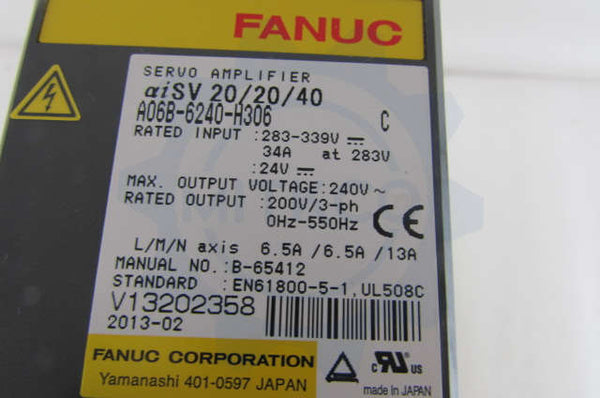 FANUC
SERVO AMPLIFIER
αiSV 20/20/40
A06B-6240-H306 C
RATED INPUT :283-339V ⎓
34A at 283V
:24V ⎓
MAX. OUTPUT VOLTAGE:240V ~
RATED OUTPUT :200V/3-ph
0Hz-550Hz
CE
L/M/N axis 6.5A /6.5A /13A
MANUAL NO.:B-65412
STANDARD :EN61800-5-1,UL508C
V13202358
2013-02
FANUC CORPORATION
Yamanashi 401-0597 JAPAN
c RU us
made in JAPAN